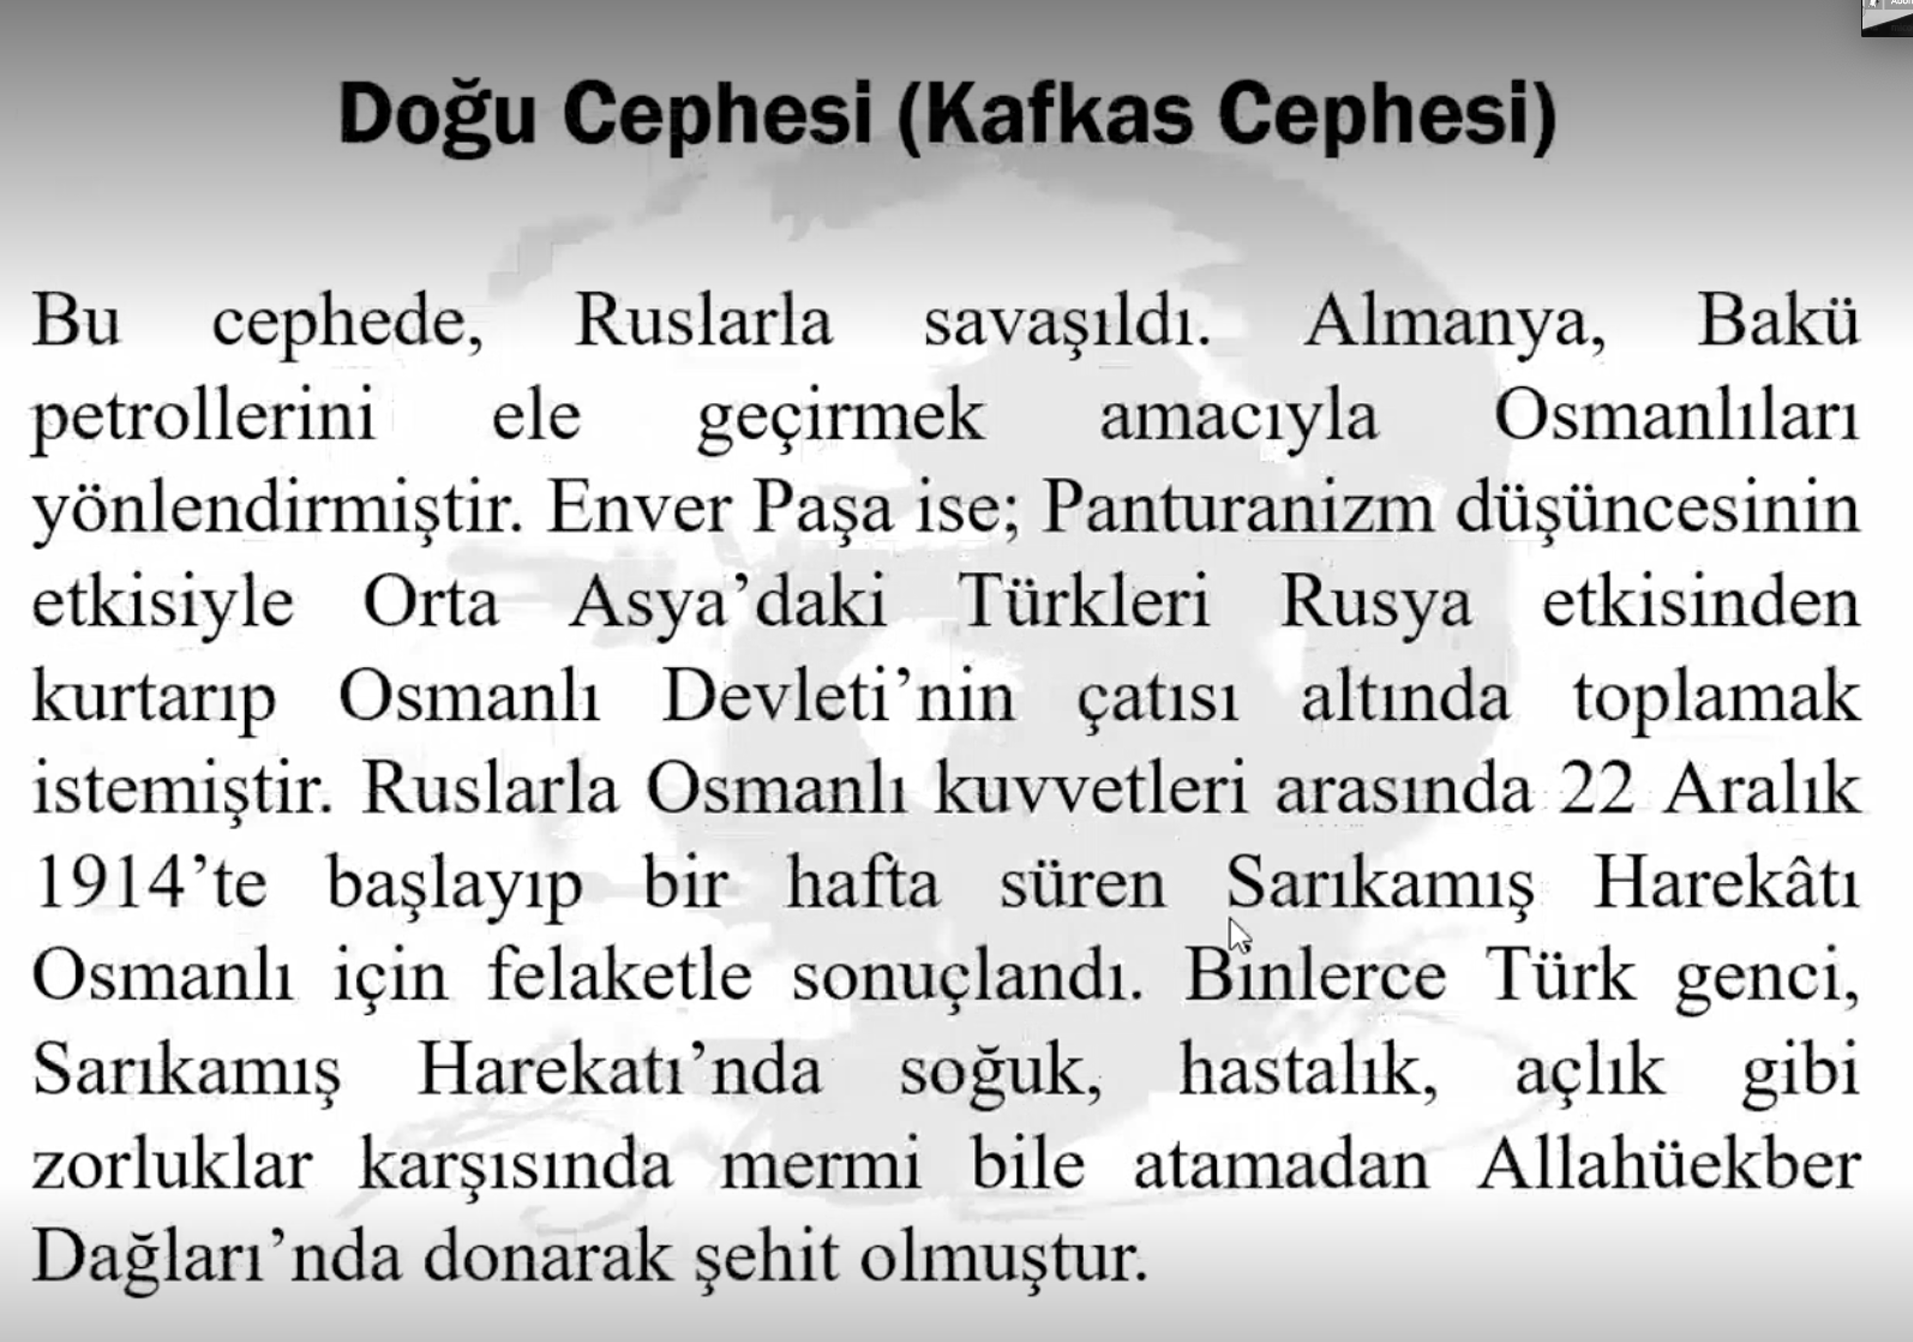 Doğu Cephesi (Kafkas Cephesi)
Bu cephede, Ruslarla savaşıldı. Almanya, Bakü
petrollerini ele geçirmek amacıyla Osmanlıları
yönlendirmiştir. Enver Paşa ise; Panturanizm düşüncesinin
etkisiyle Orta Asya’daki Türkleri Rusya etkisinden
kurtarıp Osmanlı Devleti’nin çatısı altında toplamak
istemiştir. Ruslarla Osmanlı kuvvetleri arasında 22 Aralık
1914’te başlayıp bir hafta süren Sarıkamış Harekâtı
Osmanlı için felaketle sonuçlandı. Binlerce Türk genci,
Sarıkamış Harekatı’nda soğuk, hastalık, açlık gibi
zorluklar karşısında mermi bile atamadan Allahüekber
Dağları’nda donarak şehit olmuştur.